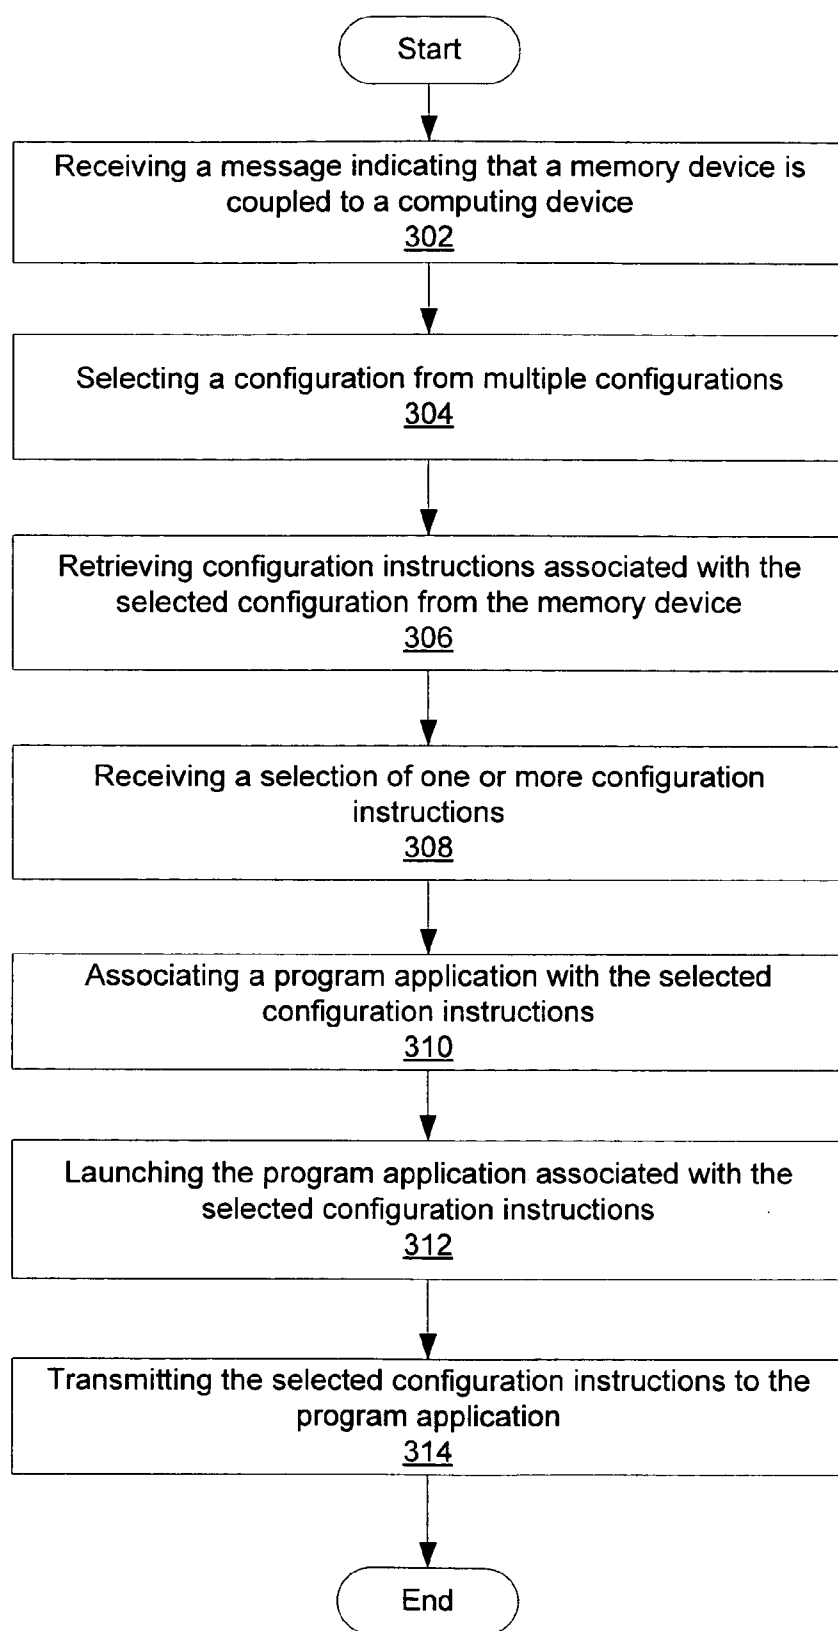 Start
Receiving a message indicating that a memory device is
coupled to a computing device
302
Selecting a configuration from multiple configurations
304
Retrieving configuration instructions associated with the
selected configuration from the memory device
306
Receiving a selection of one or more configuration
instructions
308
Associating a program application with the selected
configuration instructions
310
Launching the program application associated with the
selected configuration instructions
312
Transmitting the selected configuration instructions to the
program application
314
End